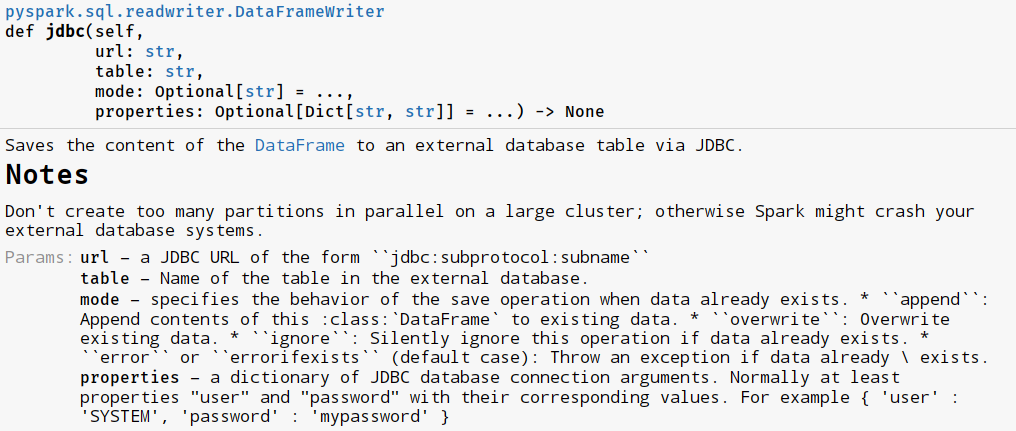 pyspark.sql.readwriter.DataFrameWriter
def jdbc(self,
         url: str,
         table: str,
         mode: Optional[str] = ...,
         properties: Optional[Dict[str, str]] = ...) -> None
Saves the content of the DataFrame to an external database table via JDBC.
Notes
Don't create too many partitions in parallel on a large cluster; otherwise Spark might crash your
external database systems.
Params: url – a JDBC URL of the form ``jdbc:subprotocol:subname``
table – Name of the table in the external database.
mode – specifies the behavior of the save operation when data already exists. * ``append``:
Append contents of this :class:`DataFrame` to existing data. * ``overwrite``: Overwrite
existing data. * ``ignore``: Silently ignore this operation if data already exists. *
``error`` or ``errorifexists`` (default case): Throw an exception if data already \ exists.
properties – a dictionary of JDBC database connection arguments. Normally at least
properties "user" and "password" with their corresponding values. For example { 'user' :
'SYSTEM', 'password' : 'mypassword' }